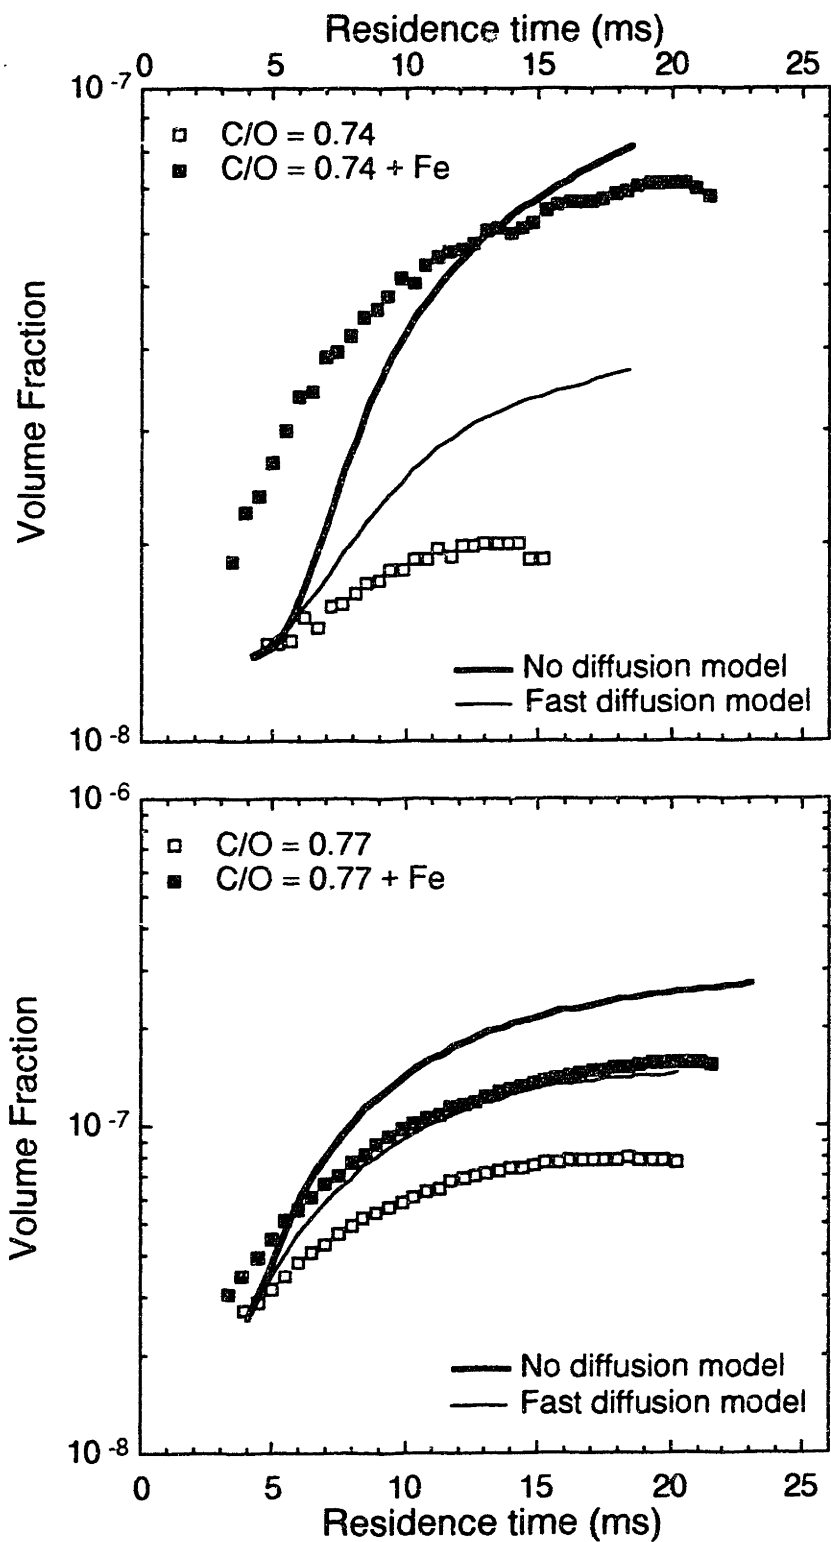 Residence time (ms)
0 5 10 15 20 25
10 -7
C/O = 0.74
C/O = 0.74 + Fe
Volume Fraction
No diffusion model
Fast diffusion model
10 -8
10 -6
C/O = 0.77
C/O = 0.77 + Fe
Volume Fraction
10 -7
No diffusion model
Fast diffusion model
10 -8
0 5 10 15 20 25
Residence time (ms)